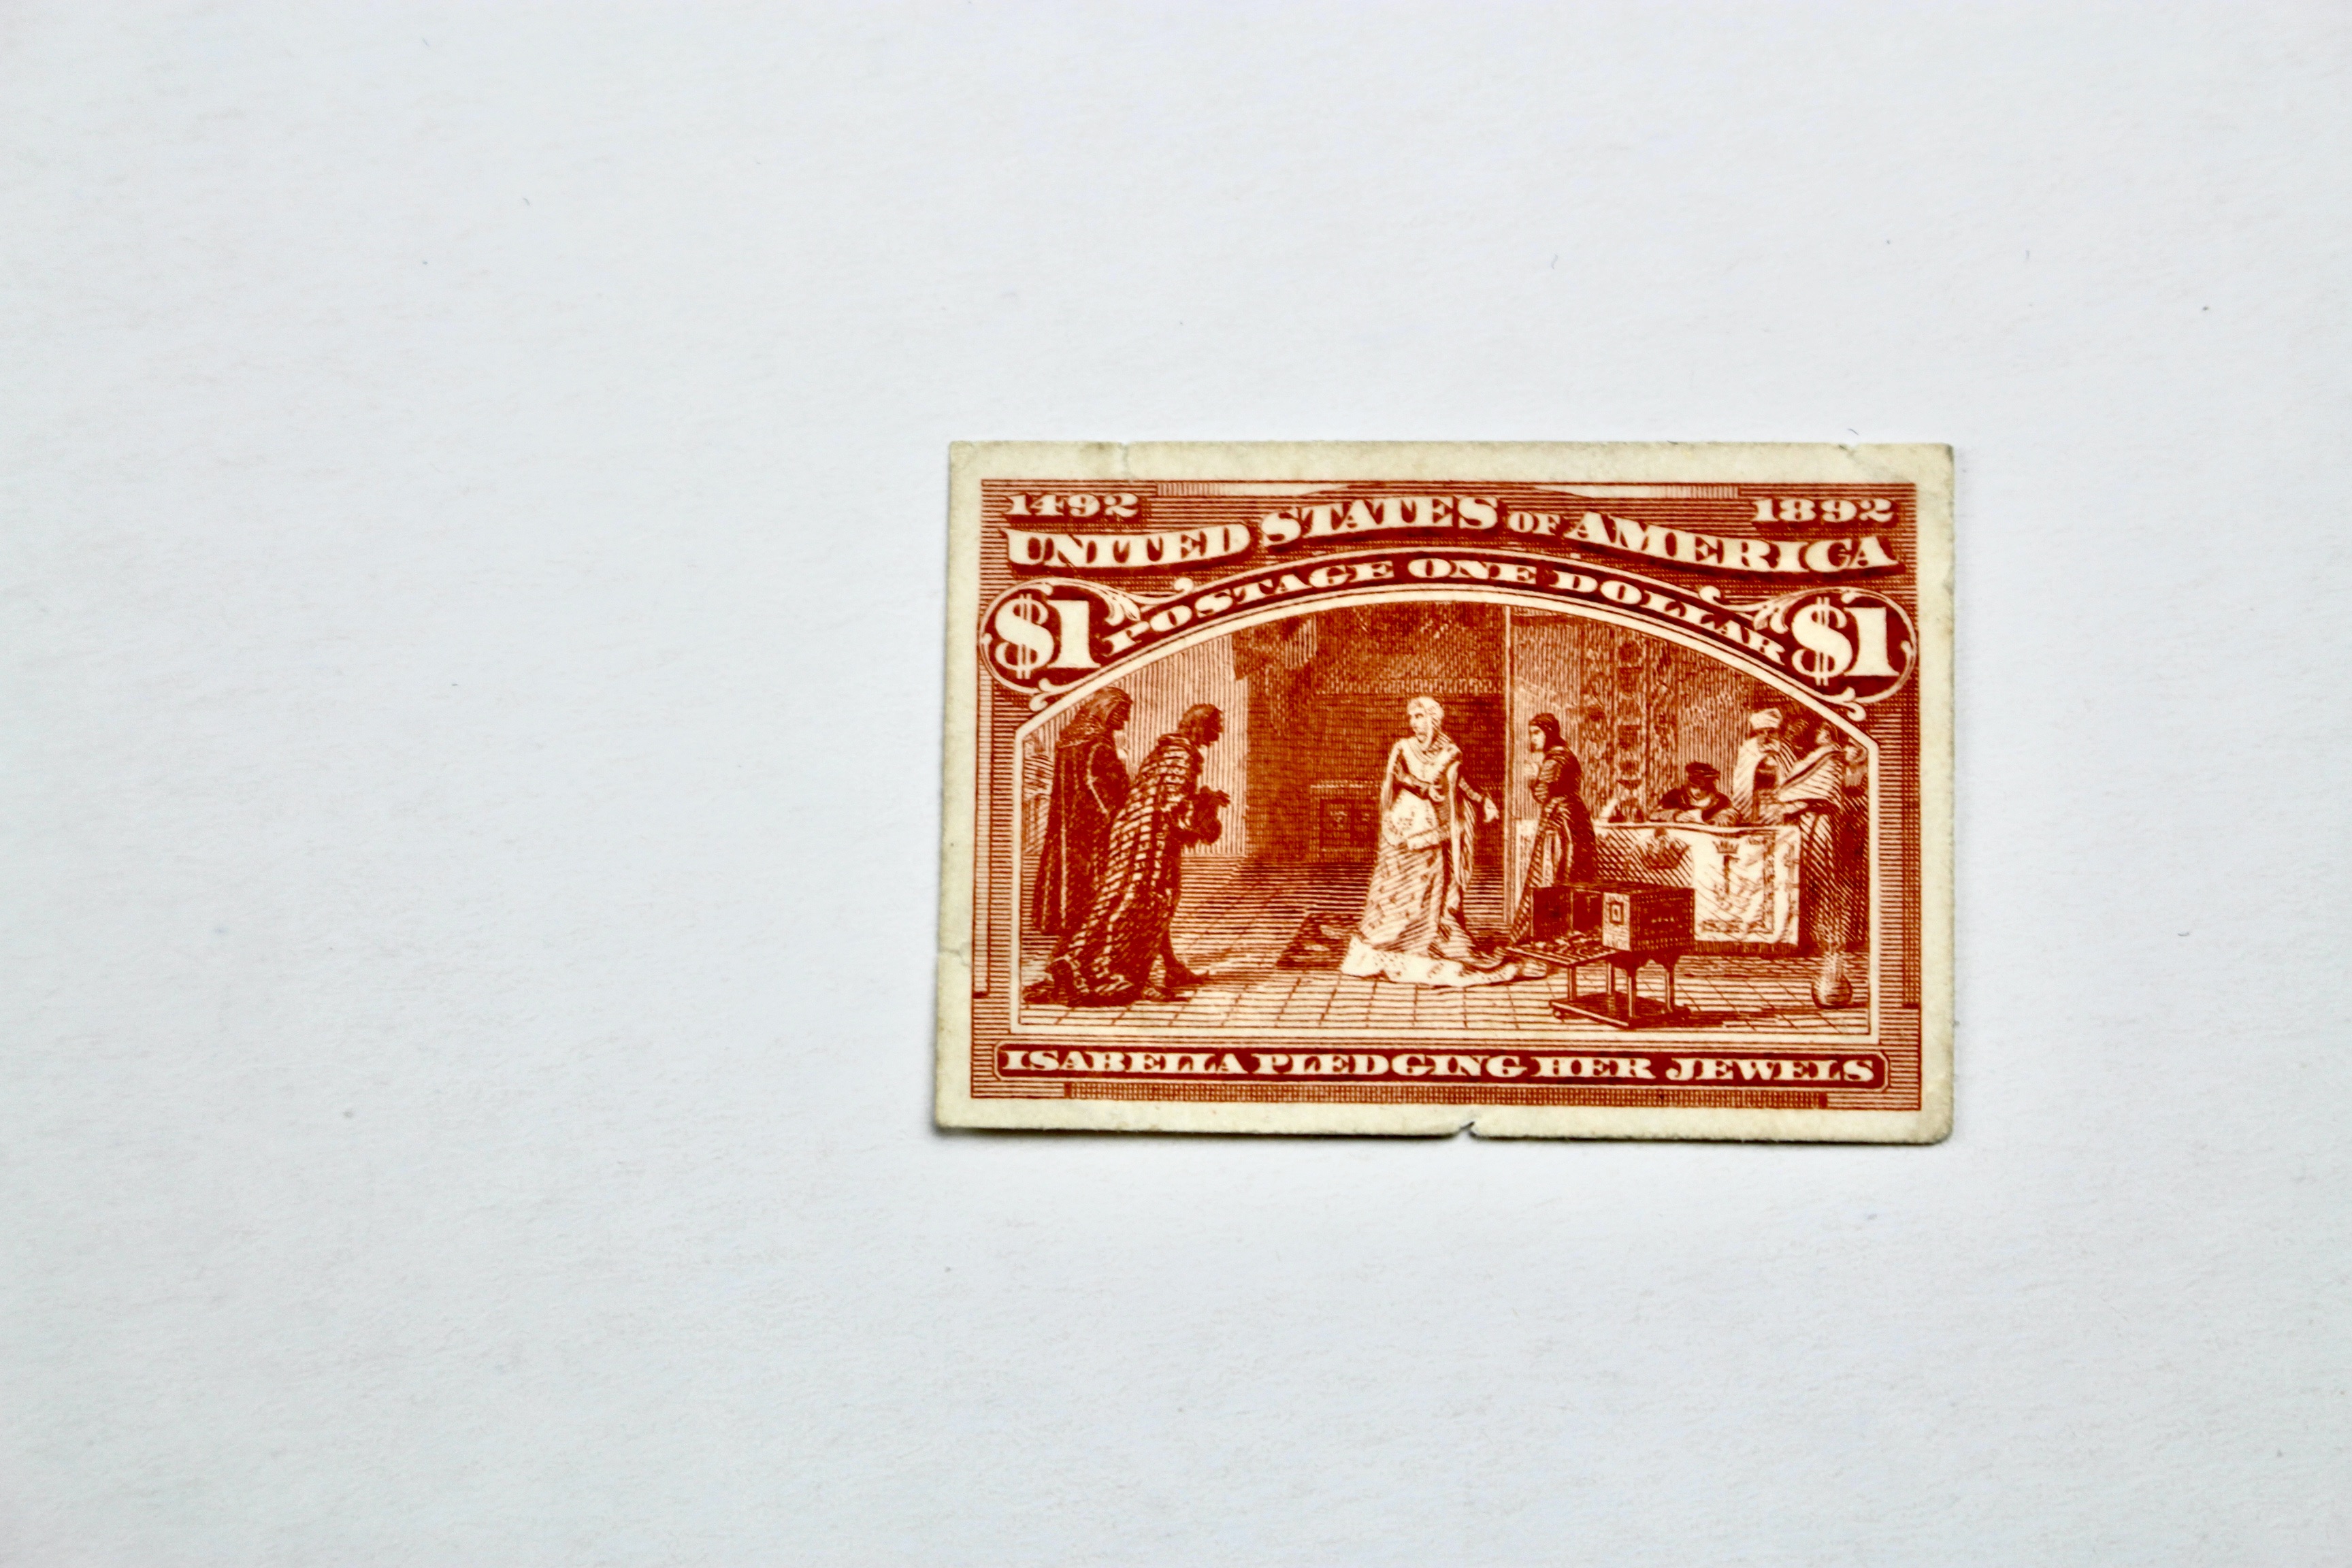 1492 1892
UNITED STATES OF AMERICA
POSTAGE ONE DOLLAR
$1 $1
ISABELLA PLEDGING HER JEWELS